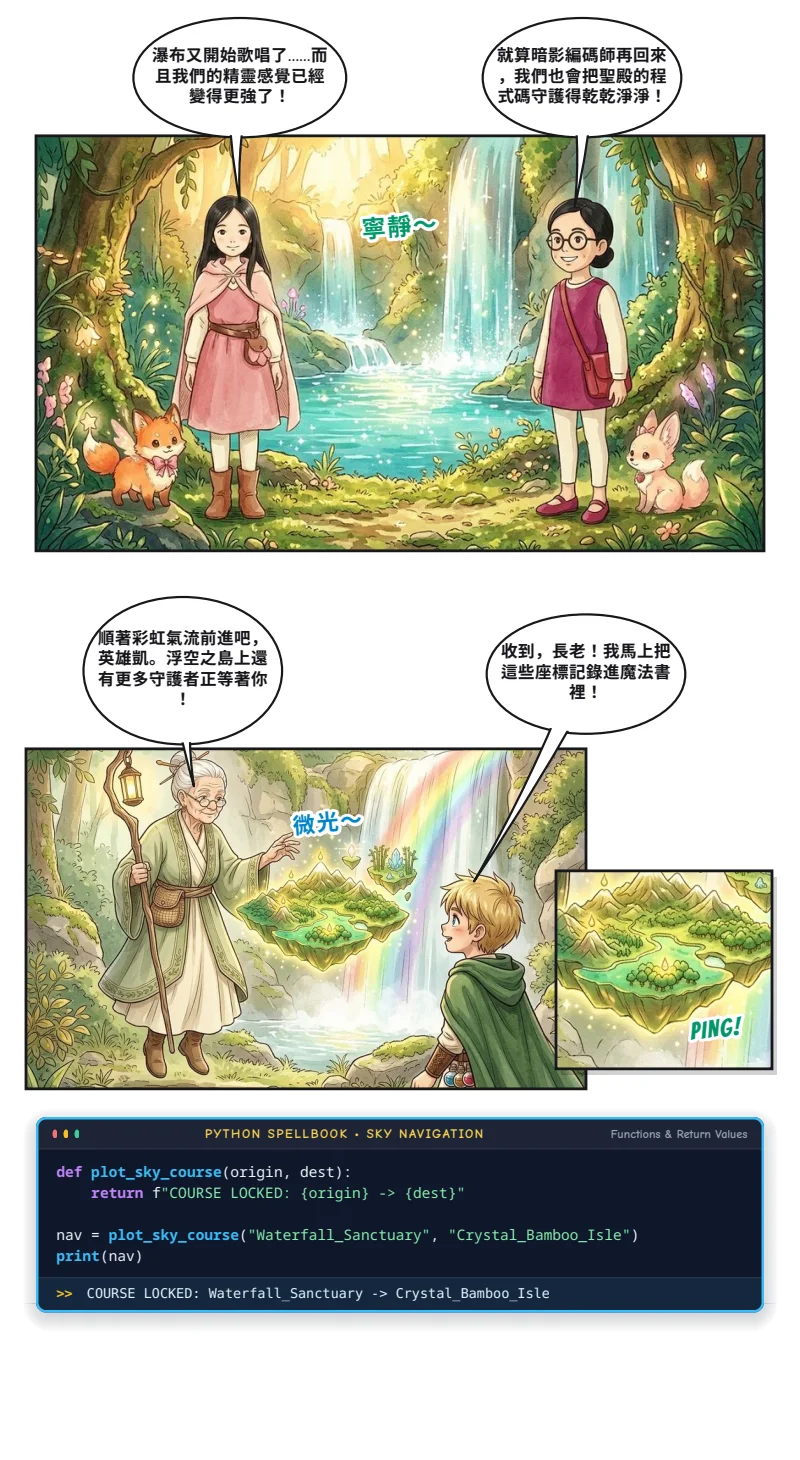 瀑布又開始歌唱了......而
且我們的精靈感覺已經
變得更強了！
就算暗影編碼師再回來
，我們也會把聖殿的程
式碼守護得乾乾淨淨！
寧靜～
順著彩虹氣流前進吧，
英雄凱。浮空之島上還
有更多守護者正等著你
！
收到，長老！我馬上把
這些座標記錄進魔法書
裡！
微光～
PING!
PYTHON SPELLBOOK • SKY NAVIGATION
Functions & Return Values
def plot_sky_course(origin, dest):
    return f"COURSE LOCKED: {origin} -> {dest}"
nav = plot_sky_course("Waterfall_Sanctuary", "Crystal_Bamboo_Isle")
print(nav)
>> COURSE LOCKED: Waterfall_Sanctuary -> Crystal_Bamboo_Isle